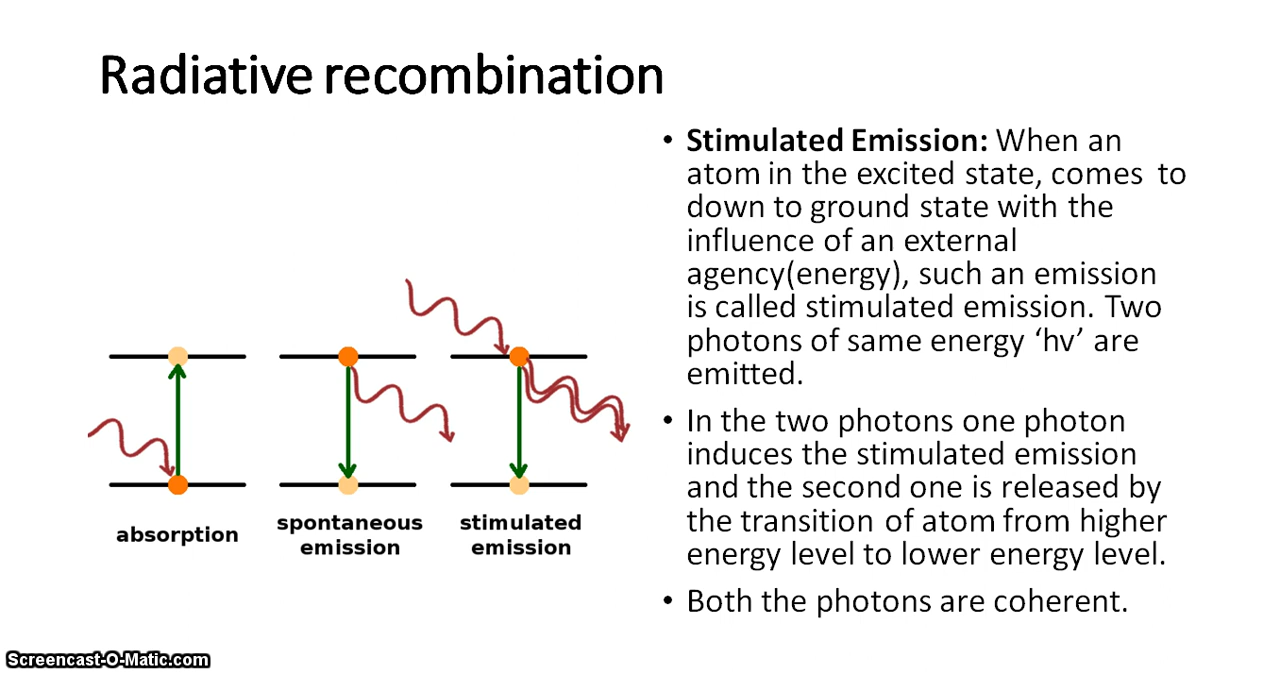 Radiative recombination
• Stimulated Emission: When an
atom in the excited state, comes to
down to ground state with the
influence of an external
agency(energy), such an emission
is called stimulated emission. Two
photons of same energy ‘hv’ are
emitted.
• In the two photons one photon
induces the stimulated emission
and the second one is released by
the transition of atom from higher
energy level to lower energy level.
• Both the photons are coherent.
absorption
spontaneous
emission
stimulated
emission
Screencast-O-Matic.com